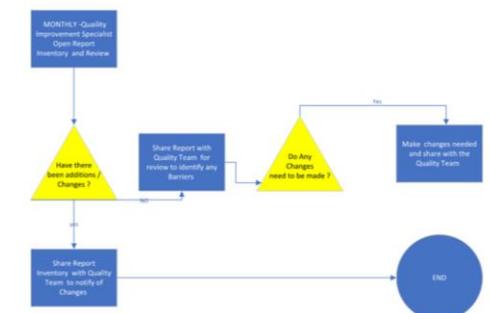 MONTHLY -Quaility
Improvement Specialist
Open Report
Inventory and Review
Yes
Share Report with
Quality Team for
review to identify any
Barriers
Do Any
Changes
need to be made ?
Make changes needed
and share with the
Quality Team
Have there
been additions /
Changes ?
NO
yes
Share Report
Inventory with Quality
Team to notify of
Changes
END